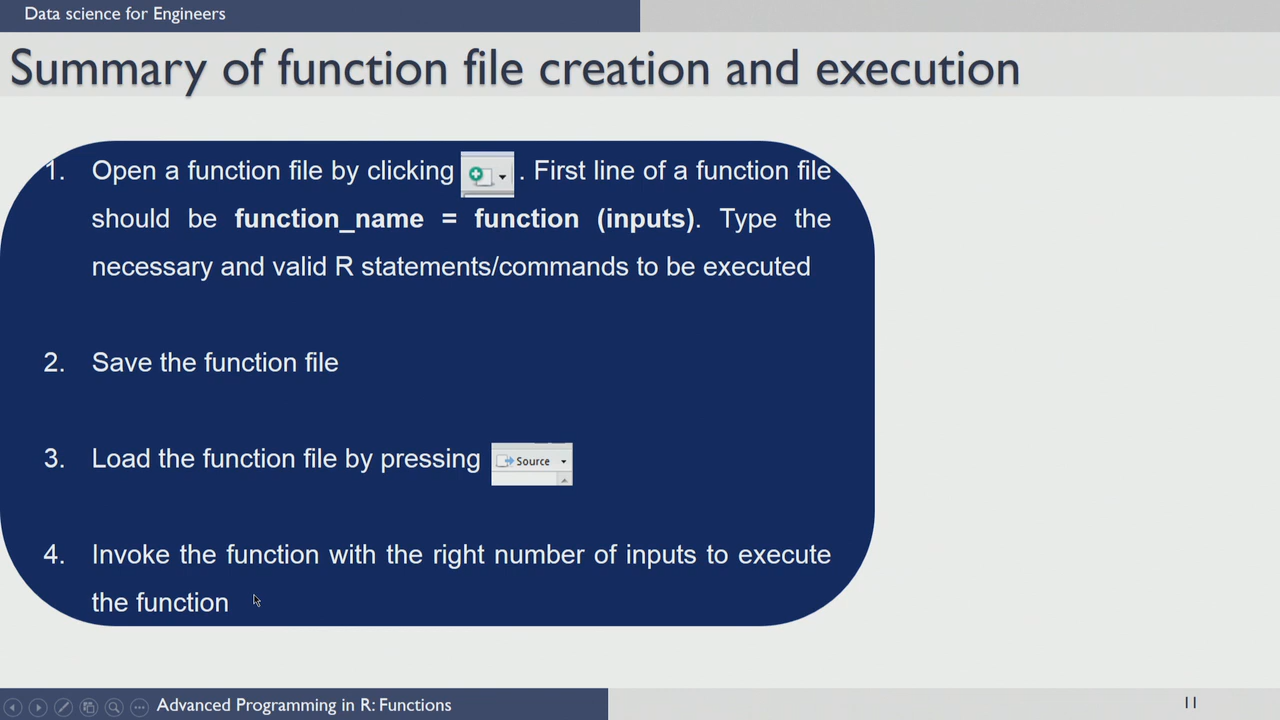 Data science for Engineers
Summary of function file creation and execution
1. Open a function file by clicking . First line of a function file
should be function_name = function (inputs). Type the
necessary and valid R statements/commands to be executed
2. Save the function file
3. Load the function file by pressing Source
4. Invoke the function with the right number of inputs to execute
the function
Advanced Programming in R: Functions
11